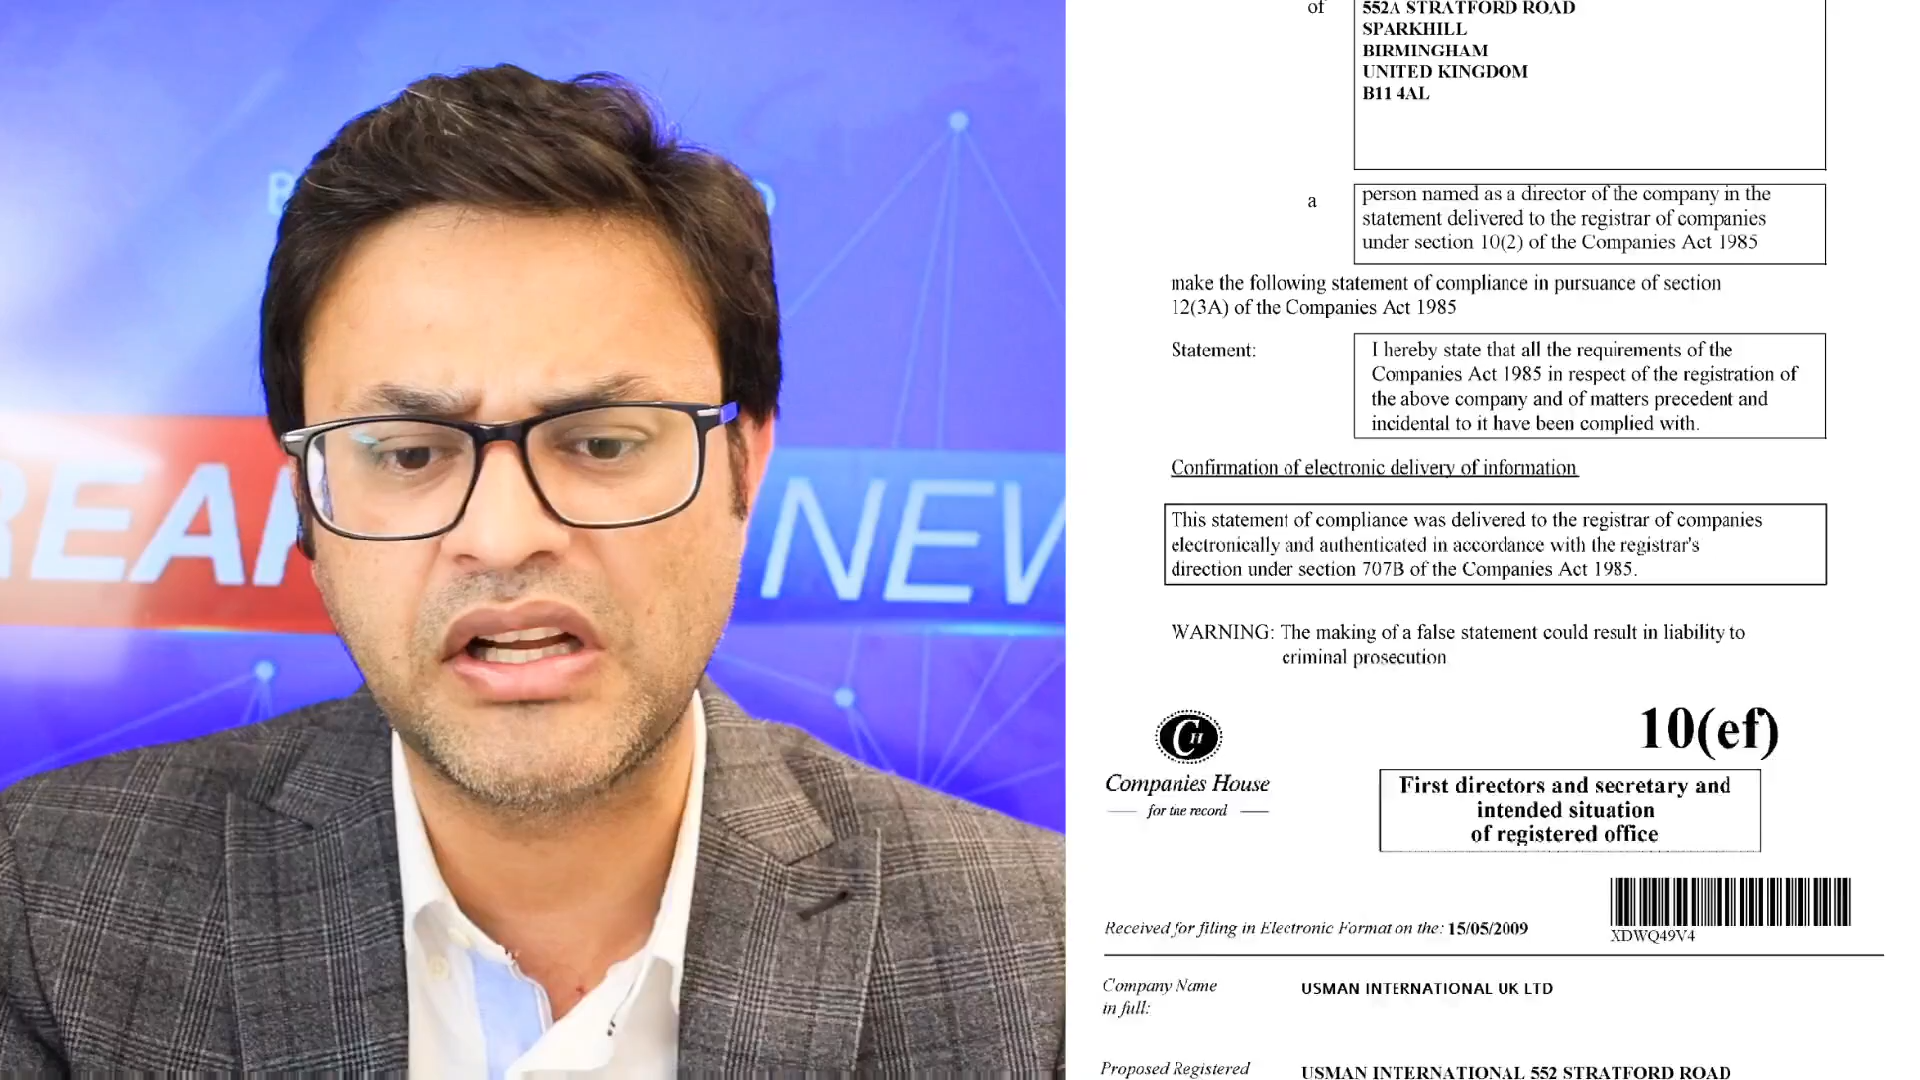 REAK NEW
of
552A STRATFORD ROAD
SPARKHILL
BIRMINGHAM
UNITED KINGDOM
B11 4AL
a
person named as a director of the company in the
statement delivered to the registrar of companies
under section 10(2) of the Companies Act 1985
make the following statement of compliance in pursuance of section
12(3A) of the Companies Act 1985
Statement:
I hereby state that all the requirements of the
Companies Act 1985 in respect of the registration of
the above company and of matters precedent and
incidental to it have been complied with.
Confirmation of electronic delivery of information
This statement of compliance was delivered to the registrar of companies
electronically and authenticated in accordance with the registrar's
direction under section 707B of the Companies Act 1985.
WARNING: The making of a false statement could result in liability to
criminal prosecution
CH
Companies House
for the record
10(ef)
First directors and secretary and
intended situation
of registered office
Received for filing in Electronic Format on the: 15/05/2009
XDWQ49V4
Company Name
in full:
USMAN INTERNATIONAL UK LTD
Proposed Registered
USMAN INTERNATIONAL 552 STRATFORD ROAD